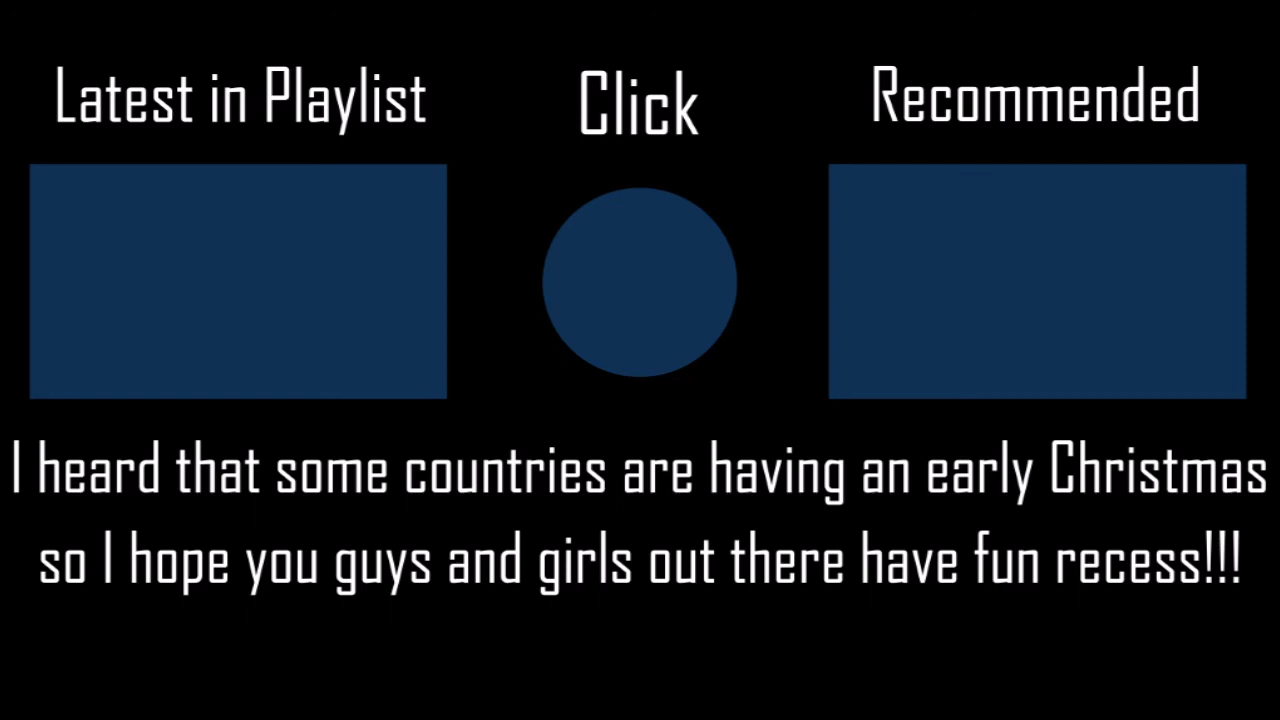 Latest in Playlist
Click
Recommended
I heard that some countries are having an early Christmas
so I hope you guys and girls out there have fun recess!!!